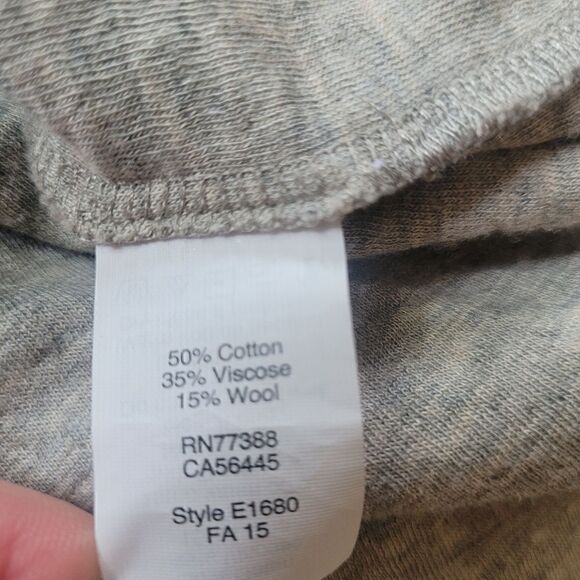 50% Cotton
35% Viscose
15% Wool
RN77388
CA56445
Style E1680
FA 15